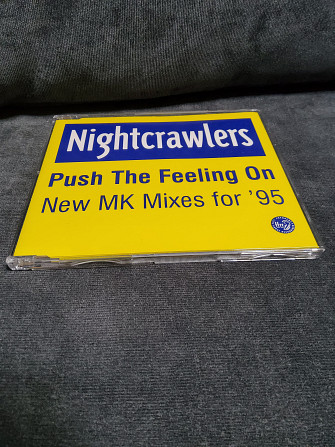 Nightcrawlers
Push The Feeling On
New MK Mixes for '95